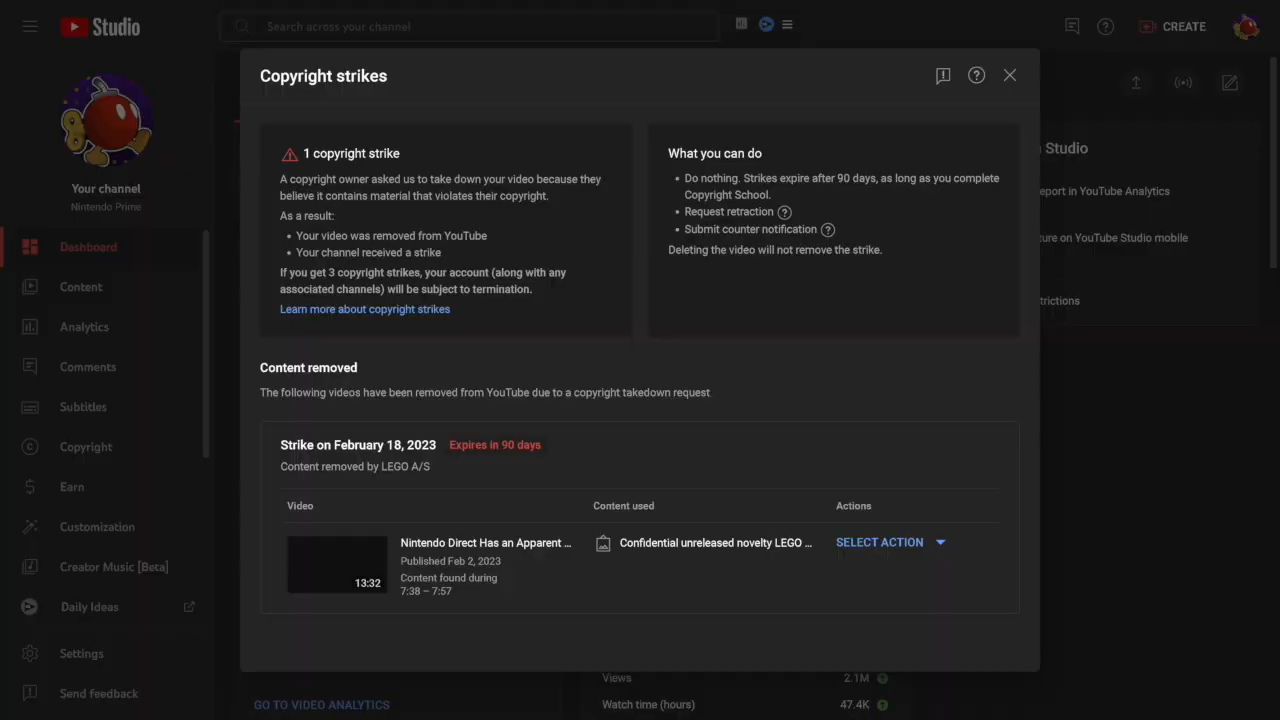 Studio
Search across your channel
CREATE
Your channel
Nintendo Prime
Dashboard
Content
Analytics
Comments
Subtitles
Copyright
Earn
Customization
Creator Music [Beta]
Daily Ideas
Settings
Send feedback
Copyright strikes
1 copyright strike
A copyright owner asked us to take down your video because they
believe it contains material that violates their copyright.
As a result:
• Your video was removed from YouTube
• Your channel received a strike
If you get 3 copyright strikes, your account (along with any
associated channels) will be subject to termination.
Learn more about copyright strikes
What you can do
• Do nothing. Strikes expire after 90 days, as long as you complete
Copyright School.
• Request retraction
• Submit counter notification
Deleting the video will not remove the strike.
Content removed
The following videos have been removed from YouTube due to a copyright takedown request
Strike on February 18, 2023 Expires in 90 days
Content removed by LEGO A/S
Video Content used Actions
13:32
Nintendo Direct Has an Apparent ...
Published Feb 2, 2023
Content found during
7:38 – 7:57
Confidential unreleased novelty LEGO ...
SELECT ACTION
Studio
eport in YouTube Analytics
ture on YouTube Studio mobile
trictions
GO TO VIDEO ANALYTICS
Views 2.1M
Watch time (hours) 47.4K